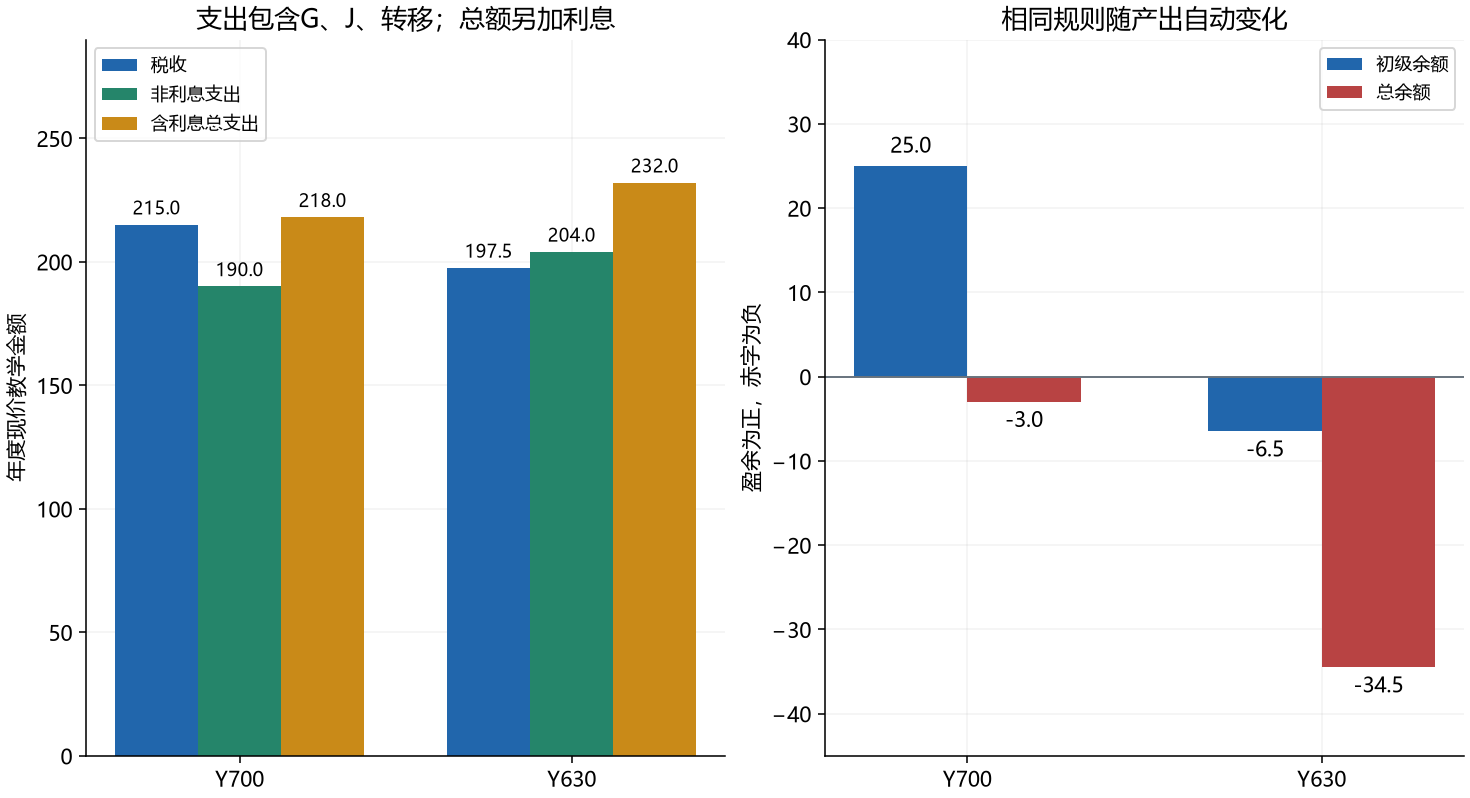 支出包含G、J、转移；总额另加利息
税收
非利息支出
含利息总支出
年度现价教学金额
250
200
150
100
50
0
215.0
190.0
218.0
197.5
204.0
232.0
Y700
Y630
相同规则随产出自动变化
初级余额
总余额
盈余为正，赤字为负
40
30
20
10
0
−10
−20
−30
−40
25.0
-3.0
-6.5
-34.5
Y700
Y630